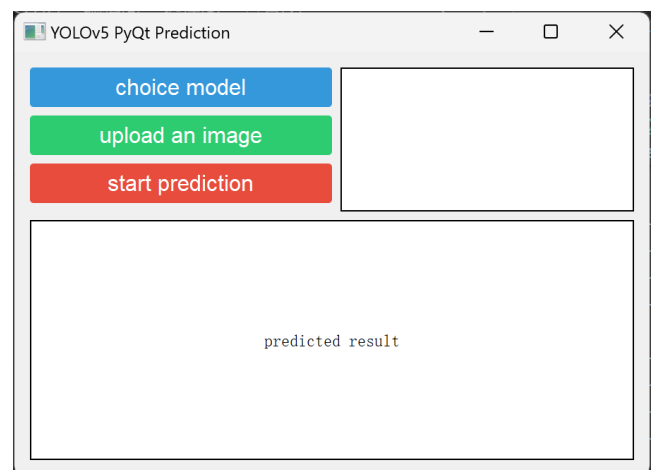 YOLOv5 PyQt Prediction
choice model
upload an image
start prediction
predicted result